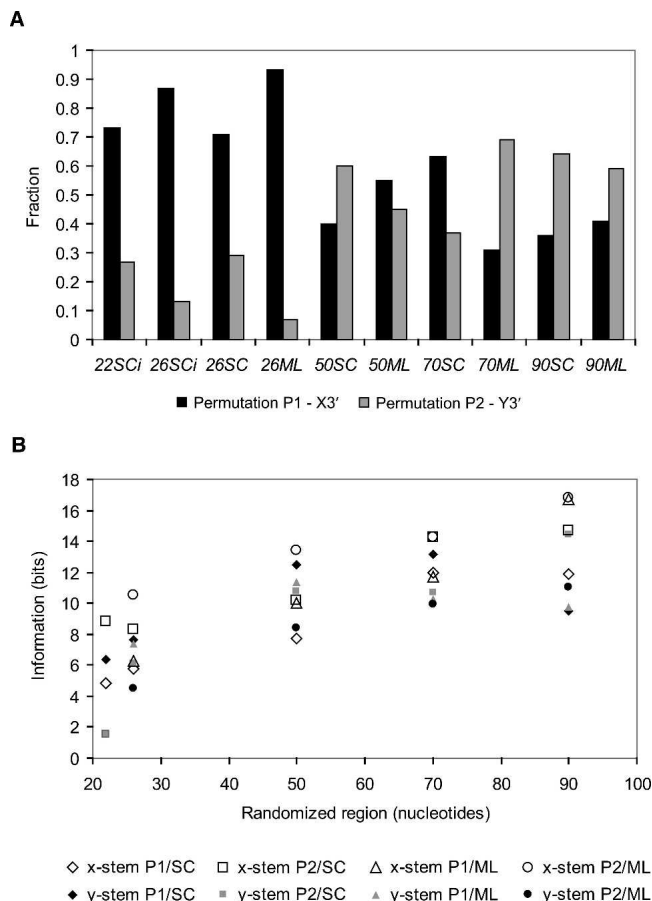 A
1
0.9
0.8
0.7
0.6
0.5
0.4
0.3
0.2
0.1
0
Fraction
22SCi 26SCi 26SC 26ML 50SC 50ML 70SC 70ML 90SC 90ML
Permutation P1 - X3′ Permutation P2 - Y3′
B
18
16
14
12
10
8
6
4
2
0
Information (bits)
20 30 40 50 60 70 80 90 100
Randomized region (nucleotides)
x-stem P1/SC x-stem P2/SC x-stem P1/ML x-stem P2/ML
y-stem P1/SC y-stem P2/SC y-stem P1/ML y-stem P2/ML